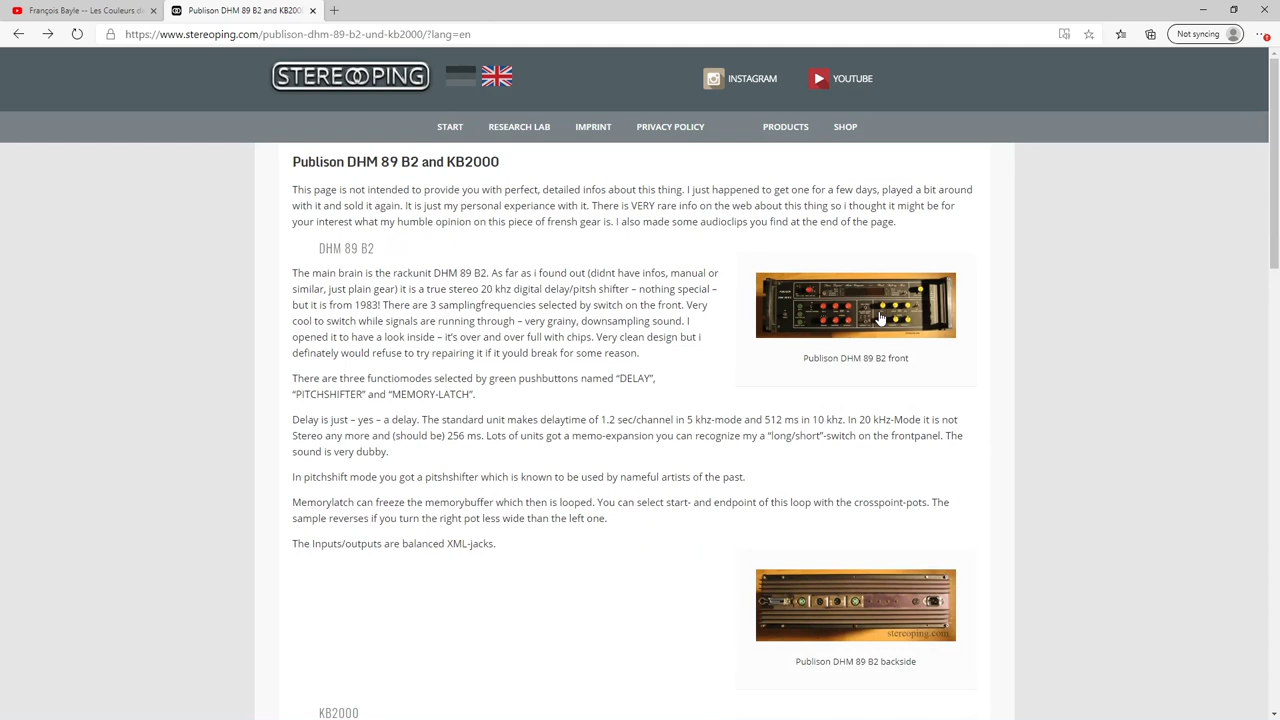 François Bayle -- Les Couleurs de
Publison DHM 89 B2 and KB200
https://www.stereoping.com/publison-dhm-89-b2-und-kb2000/?lang=en
Not syncing
STEREOPING
INSTAGRAM
YOUTUBE
START
RESEARCH LAB
IMPRINT
PRIVACY POLICY
PRODUCTS
SHOP
Publison DHM 89 B2 and KB2000
This page is not intended to provide you with perfect, detailed infos about this thing. I just happened to get one for a few days, played a bit around
with it and sold it again. It is just my personal experiance with it. There is VERY rare info on the web about this thing so i thought it might be for
your interest what my humble opinion on this piece of frensh gear is. I also made some audioclips you find at the end of the page.
DHM 89 B2
The main brain is the rackunit DHM 89 B2. As far as i found out (didnt have infos, manual or
similar, just plain gear) it is a true stereo 20 khz digital delay/pitsh shifter – nothing special –
but it is from 1983! There are 3 samplingfrequencies selected by switch on the front. Very
cool to switch while signals are running through – very grainy, downsampling sound. I
opened it to have a look inside – it's over and over full with chips. Very clean design but i
definately would refuse to try repairing it if it yould break for some reason.
Publison DHM 89 B2 front
There are three functiomodes selected by green pushbuttons named “DELAY”,
“PITCHSHIFTER” and “MEMORY-LATCH”.
Delay is just – yes – a delay. The standard unit makes delaytime of 1.2 sec/channel in 5 khz-mode and 512 ms in 10 khz. In 20 kHz-Mode it is not
Stereo any more and (should be) 256 ms. Lots of units got a memo-expansion you can recognize my a “long/short”-switch on the frontpanel. The
sound is very dubby.
In pitchshift mode you got a pitshshifter which is known to be used by nameful artists of the past.
Memorylatch can freeze the memorybuffer which then is looped. You can select start- and endpoint of this loop with the crosspoint-pots. The
sample reverses if you turn the right pot less wide than the left one.
The Inputs/outputs are balanced XML-jacks.
stereoping.com
Publison DHM 89 B2 backside
KB2000